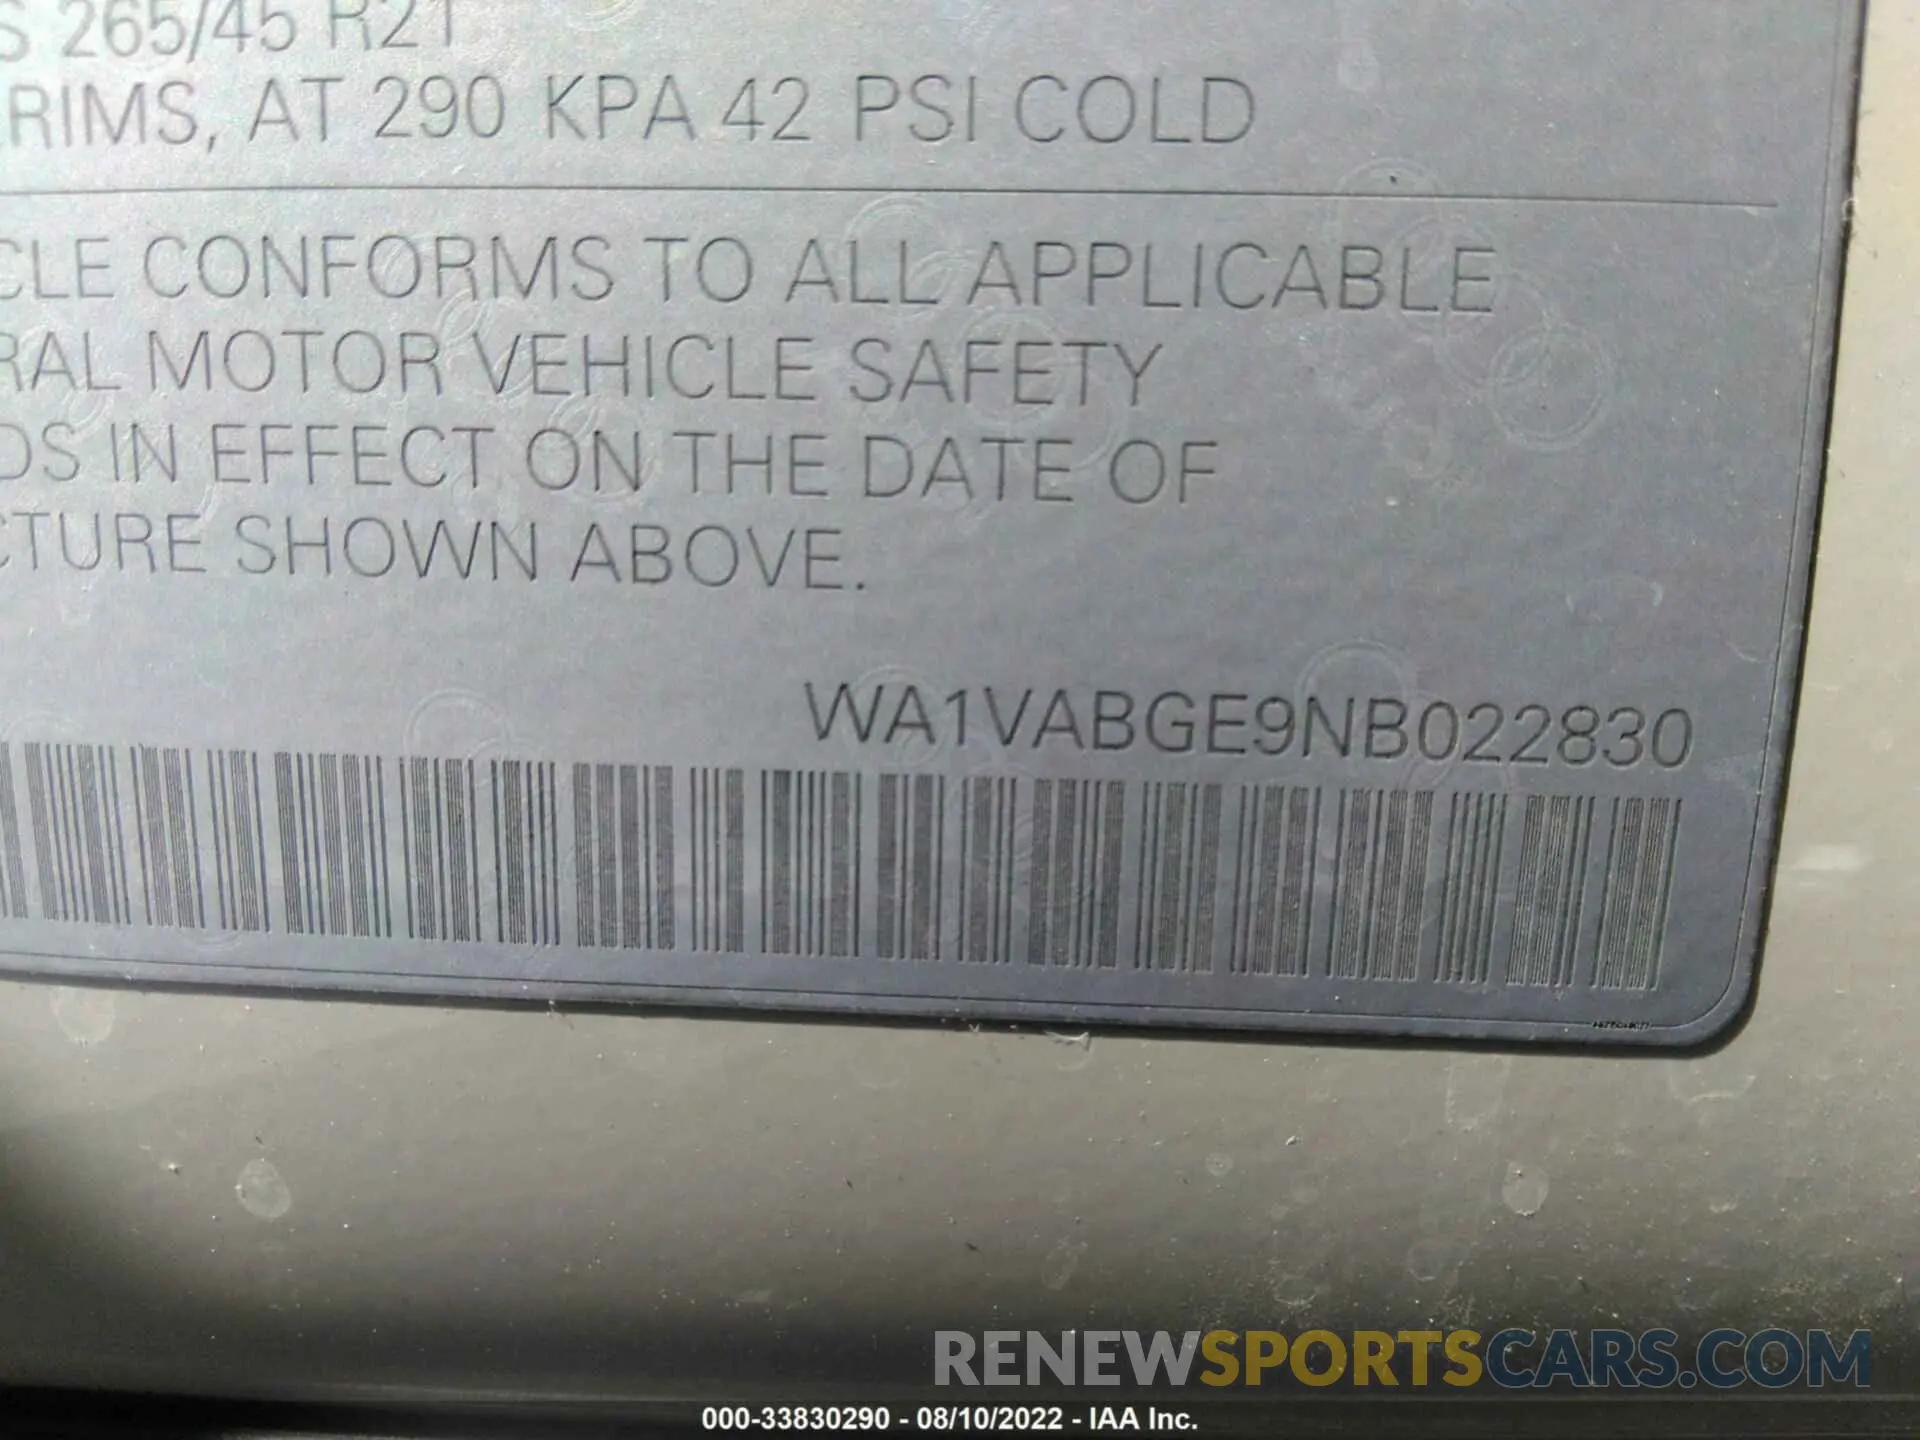 S 265/45 R21
RIMS, AT 290 KPA 42 PSI COLD
CLE CONFORMS TO ALL APPLICABLE
RAL MOTOR VEHICLE SAFETY
DS IN EFFECT ON THE DATE OF
CTURE SHOWN ABOVE.
WA1VABGE9NB022830
RENEWSPORTSCARS.COM
000-33830290 - 08/10/2022 - IAA Inc.